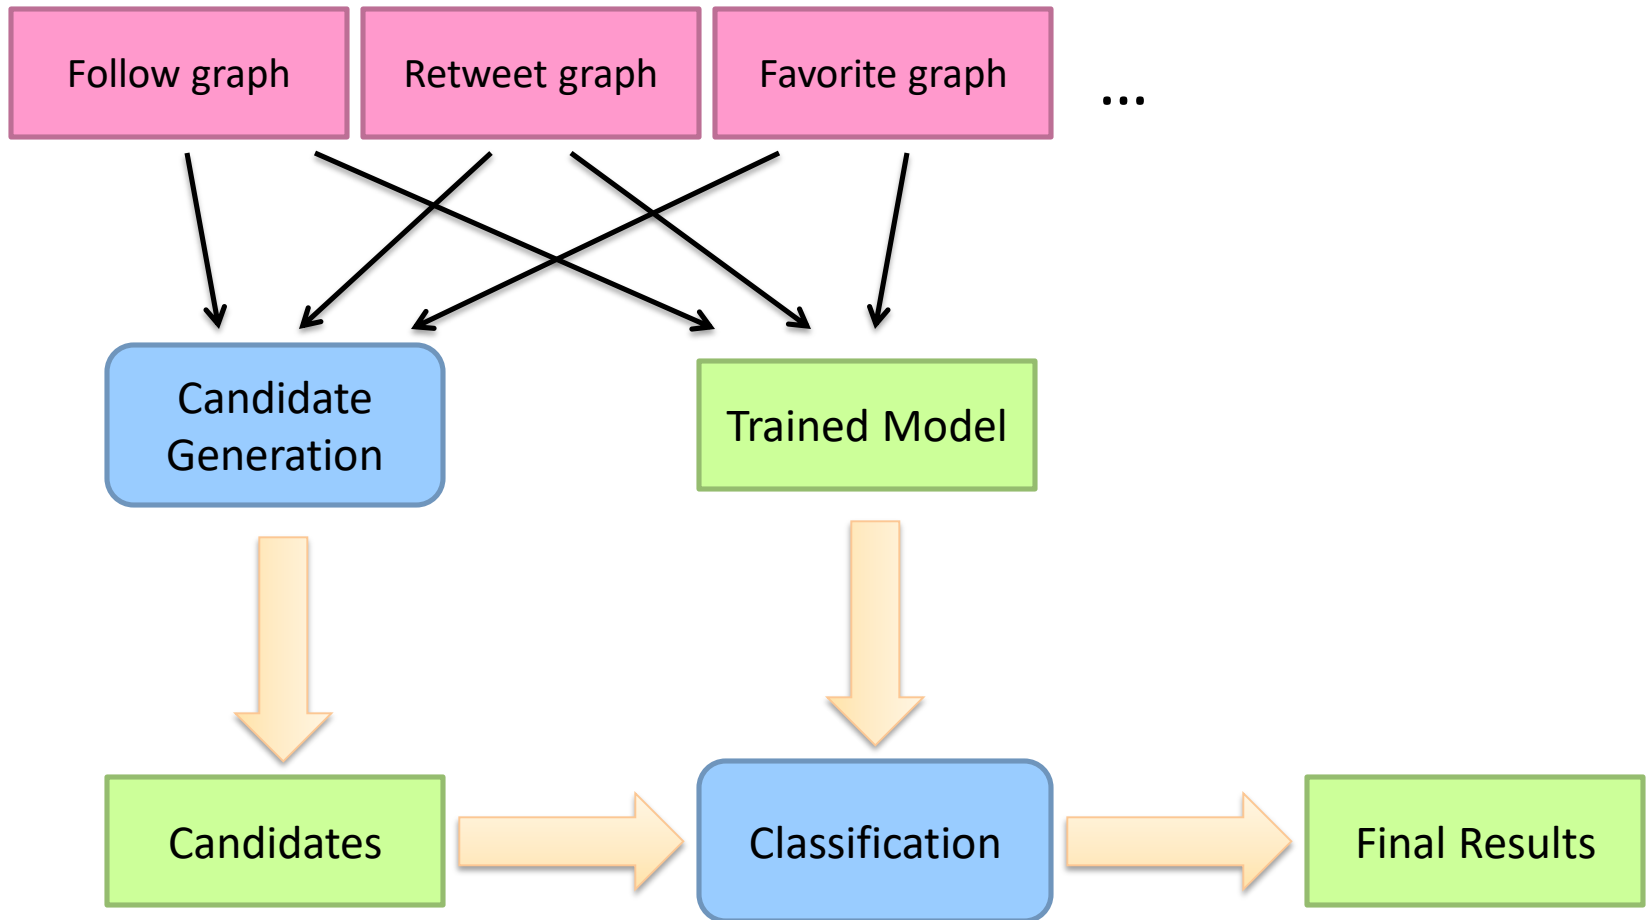 Follow graph
Retweet graph
Favorite graph
...
Candidate
Generation
Trained Model
Candidates
Classification
Final Results